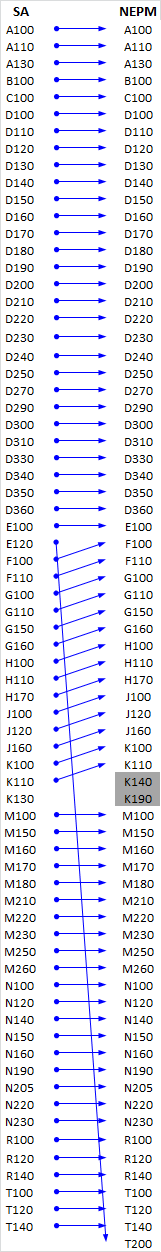 SA NEPM
A100 A100
A110 A110
A130 A130
B100 B100
C100 C100
D100 D100
D110 D110
D120 D120
D130 D130
D140 D140
D150 D150
D160 D160
D170 D170
D180 D180
D190 D190
D200 D200
D210 D210
D220 D220
D230 D230
D240 D240
D250 D250
D270 D270
D290 D290
D300 D300
D310 D310
D330 D330
D340 D340
D350 D350
D360 D360
E100 E100
E120 F100
F100 F110
F110 G100
G100 G110
G110 G150
G150 G160
G160 H100
H100 H110
H110 H170
H170 J100
J100 J120
J120 J160
J160 K100
K100 K110
K110 K140
K130 K190
M100 M100
M150 M150
M160 M160
M170 M170
M180 M180
M210 M210
M220 M220
M230 M230
M250 M250
M260 M260
N100 N100
N120 N120
N140 N140
N150 N150
N160 N160
N190 N190
N205 N205
N220 N220
N230 N230
R100 R100
R120 R120
R140 R140
T100 T100
T120 T120
T140 T140
T200